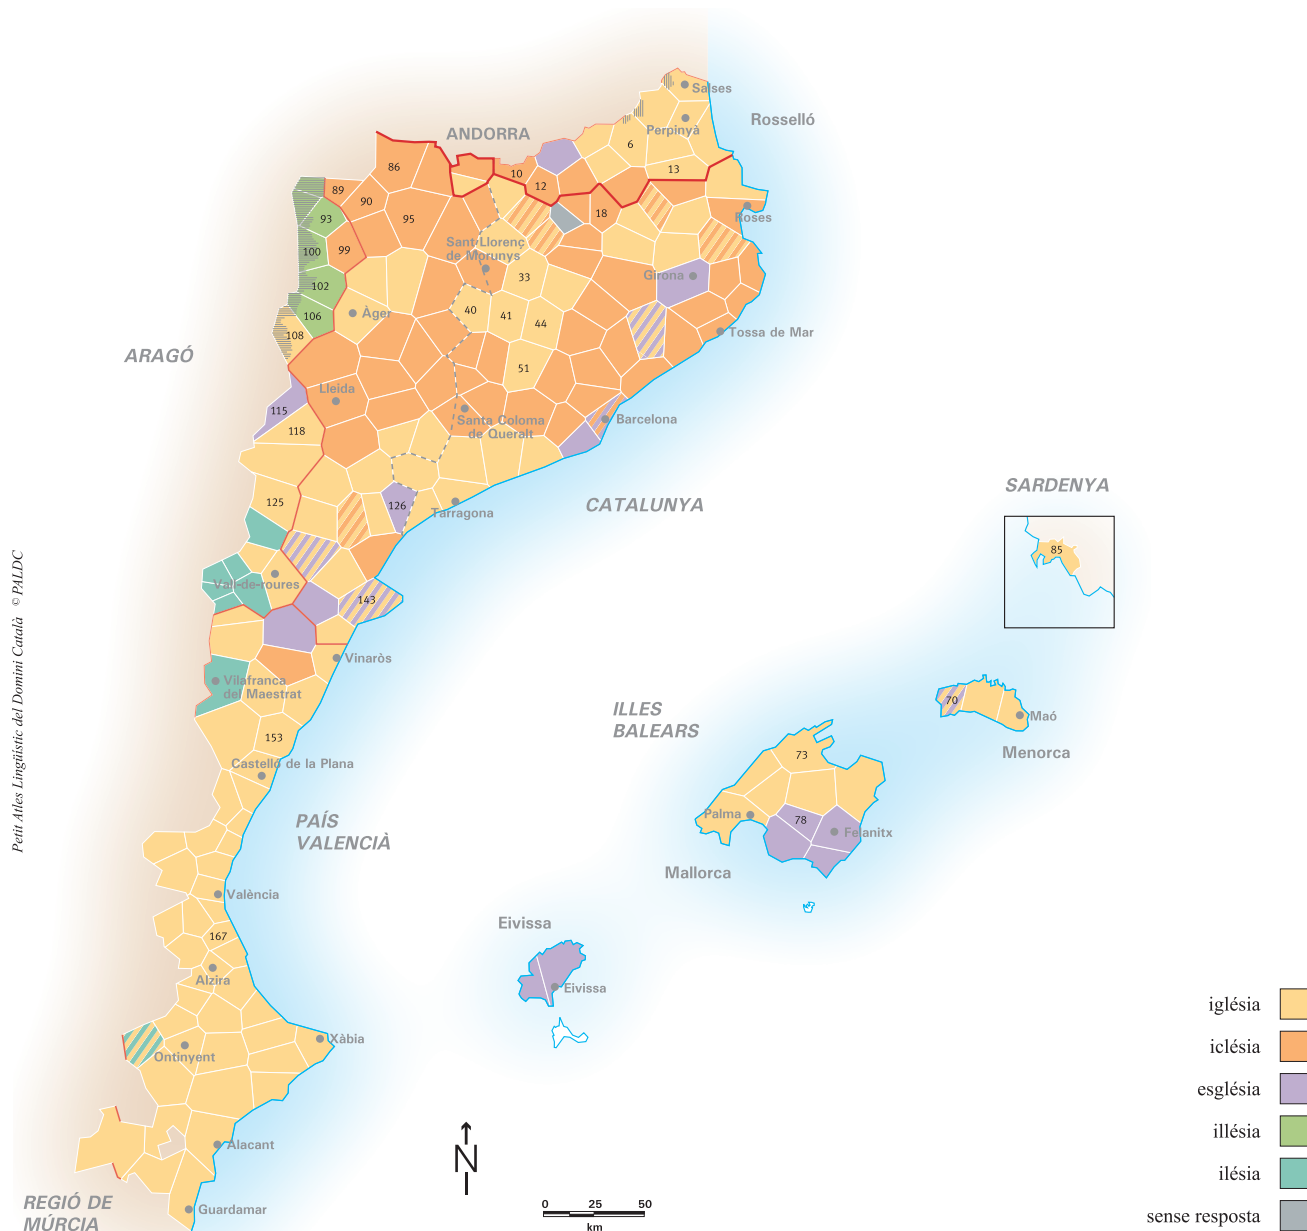 Salses
Rosselló
Perpinyà
ANDORRA
6
13
86
10
12
89
90
18
93
95
Roses
Sant Llorenç
de Morunys
100
99
Girona
33
102
40
41
44
106
Àger
108
Tossa de Mar
ARAGÓ
51
Lleida
115
Santa Coloma
de Queralt
Barcelona
118
SARDENYA
125
126
Tarragona
CATALUNYA
85
Vall-de-roures
143
Vinaròs
Vilafranca
del Maestrat
70
Maó
ILLES
BALEARS
Menorca
153
73
Castelló de la Plana
Palma
78
Felanitx
PAÍS
VALENCIÀ
Mallorca
València
Eivissa
167
Alzira
Eivissa
Xàbia
Ontinyent
Alacant
N
REGIÓ DE
MÚRCIA
Guardamar
0 25 50
km
iglésia
iclésia
església
illésia
ilésia
sense resposta
Petit Atles Lingüístic del Domini Català © PALDC